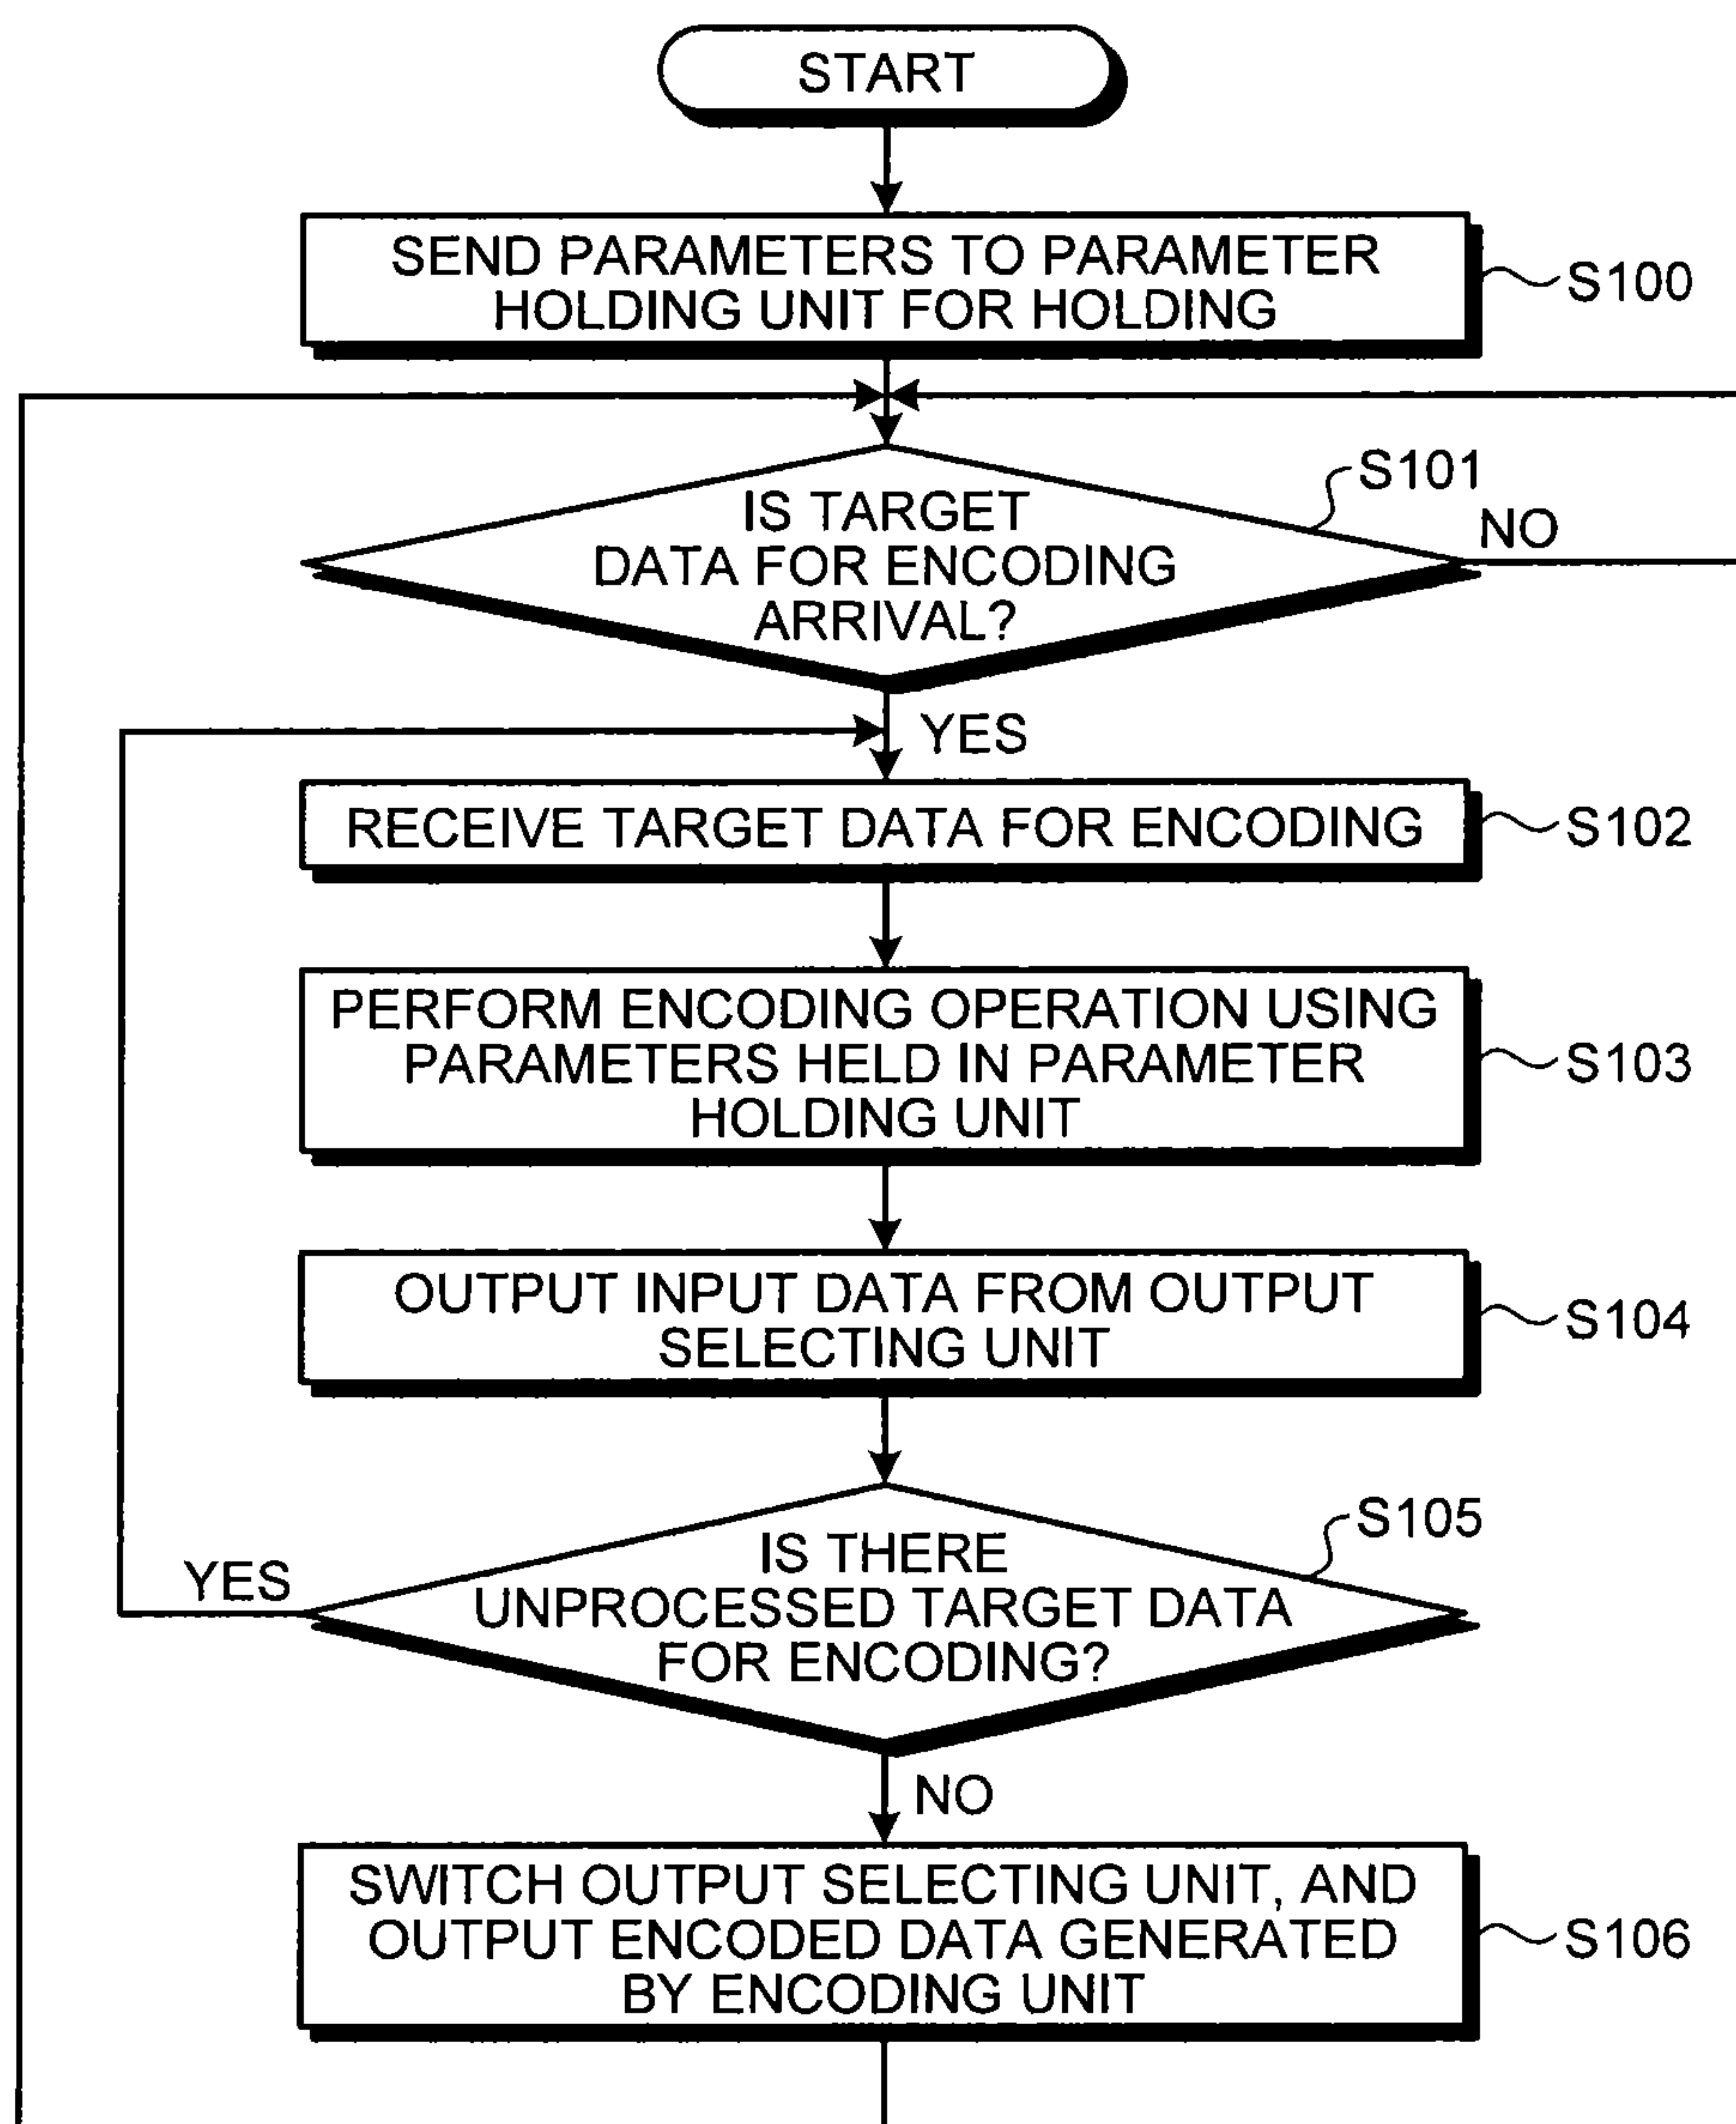 START
SEND PARAMETERS TO PARAMETER
HOLDING UNIT FOR HOLDING
S100
S101
IS TARGET
DATA FOR ENCODING
ARRIVAL?
NO
YES
RECEIVE TARGET DATA FOR ENCODING
S102
PERFORM ENCODING OPERATION USING
PARAMETERS HELD IN PARAMETER
HOLDING UNIT
S103
OUTPUT INPUT DATA FROM OUTPUT
SELECTING UNIT
S104
S105
IS THERE
UNPROCESSED TARGET DATA
FOR ENCODING?
YES
NO
SWITCH OUTPUT SELECTING UNIT, AND
OUTPUT ENCODED DATA GENERATED
BY ENCODING UNIT
S106